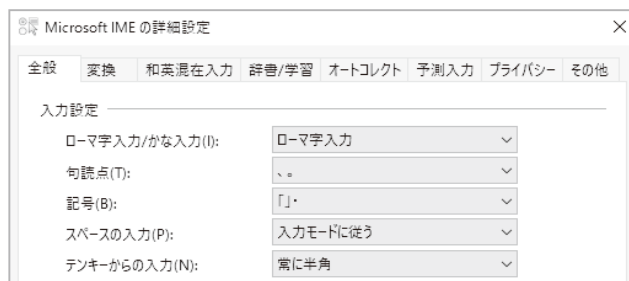 Microsoft IME の詳細設定
全般 変換 和英混在入力 辞書/学習 オートコレクト 予測入力 プライバシー その他
入力設定
ローマ字入力/かな入力(I): ローマ字入力
句読点(T): 、。
記号(B): 「」・
スペースの入力(P): 入力モードに従う
テンキーからの入力(N): 常に半角